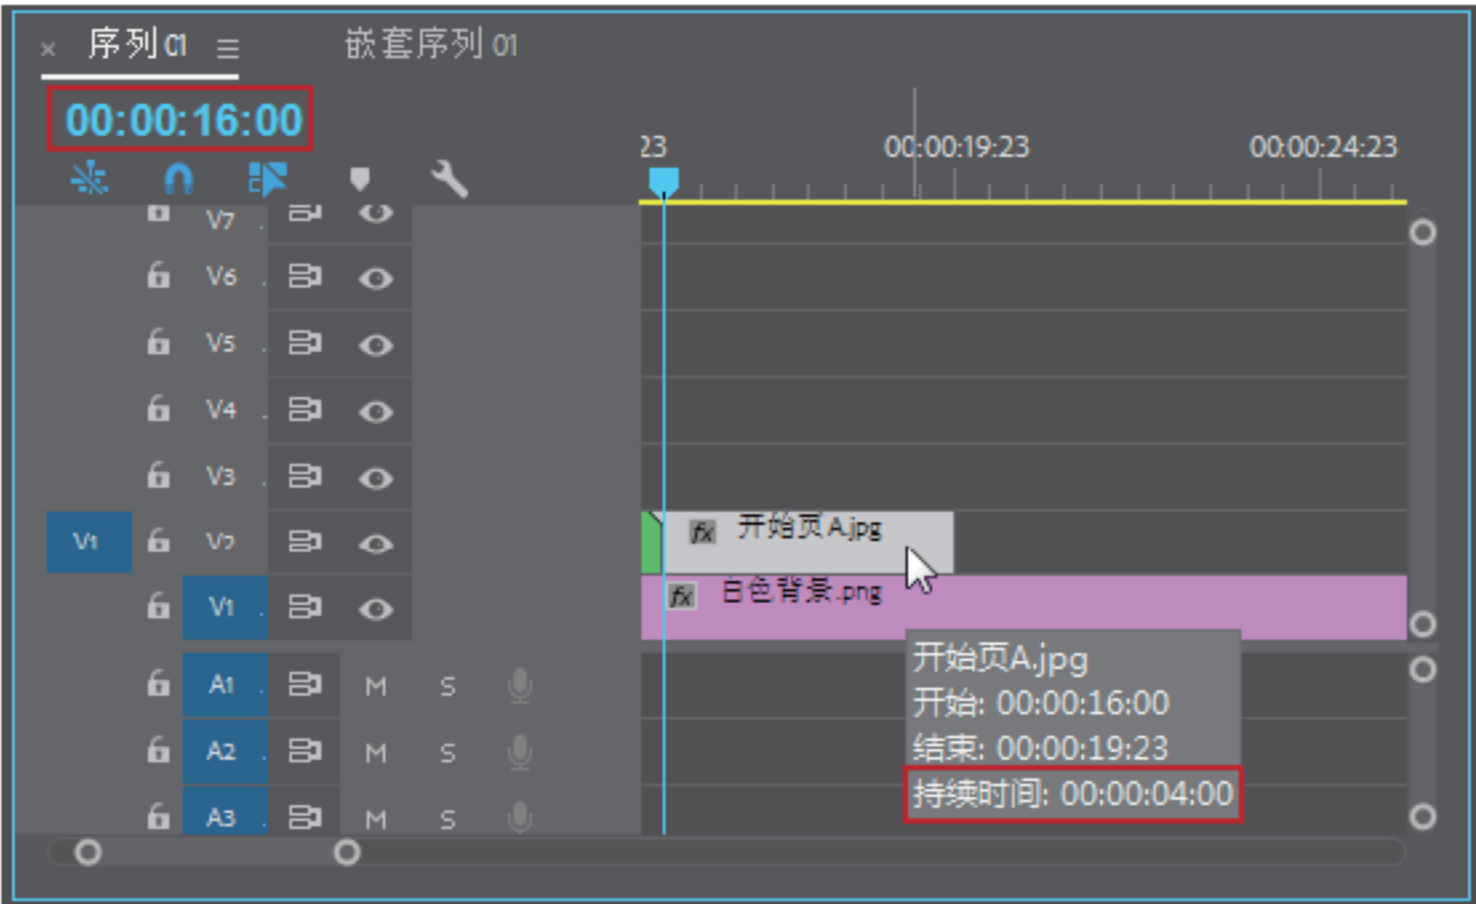 × 序列 01 ☰ 嵌套序列 01
00:00:16:00
23 00:00:19:23 00:00:24:23
V7
V6
V5
V4
V3
V1 V2 fx 开始页A.jpg
V1 fx 白色背景.png
开始页A.jpg
开始: 00:00:16:00
结束: 00:00:19:23
持续时间: 00:00:04:00
A1 M S
A2 M S
A3 M S